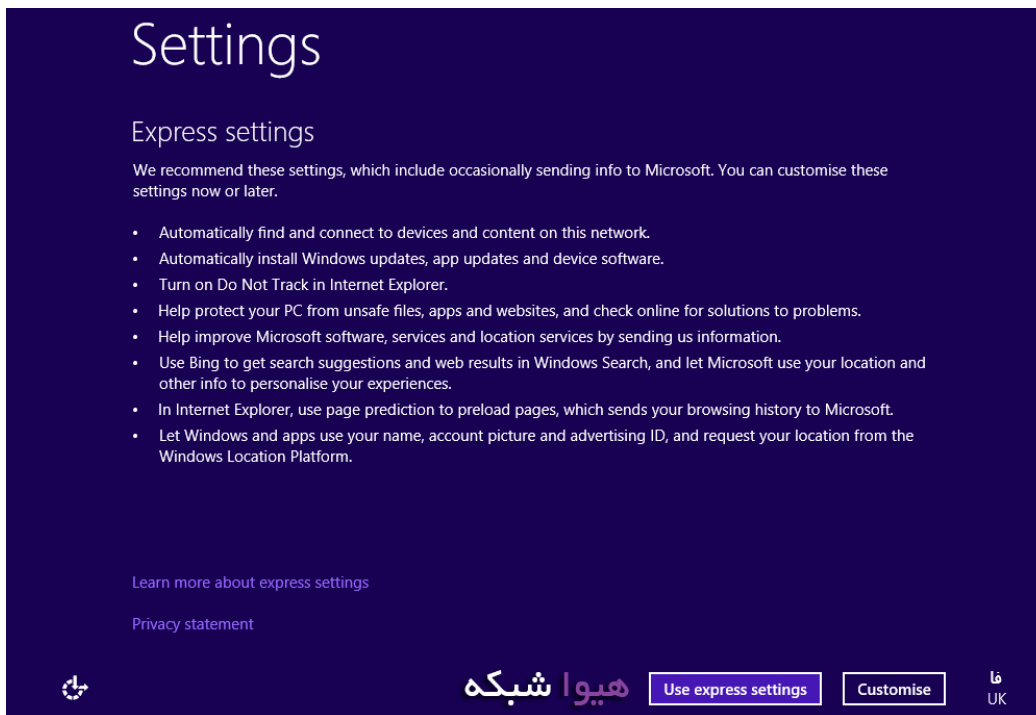 Settings
Express settings
We recommend these settings, which include occasionally sending info to Microsoft. You can customise these
settings now or later.
• Automatically find and connect to devices and content on this network.
• Automatically install Windows updates, app updates and device software.
• Turn on Do Not Track in Internet Explorer.
• Help protect your PC from unsafe files, apps and websites, and check online for solutions to problems.
• Help improve Microsoft software, services and location services by sending us information.
• Use Bing to get search suggestions and web results in Windows Search, and let Microsoft use your location and
other info to personalise your experiences.
• In Internet Explorer, use page prediction to preload pages, which sends your browsing history to Microsoft.
• Let Windows and apps use your name, account picture and advertising ID, and request your location from the
Windows Location Platform.
Learn more about express settings
Privacy statement
هیوا شبکه
Use express settings
Customise
فا
UK